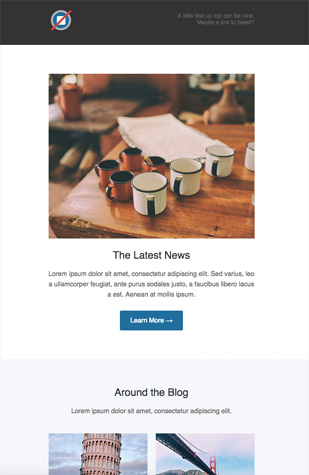 A little text up top can be nice.
Maybe a link to tweet?
The Latest News
Lorem ipsum dolor sit amet, consectetur adipiscing elit. Sed varius, leo
a ullamcorper feugiat, ante purus sodales justo, a faucibus libero lacus
a est. Aenean at mollis ipsum.
Learn More →
Around the Blog
Lorem ipsum dolor sit amet, consectetur adipiscing elit.